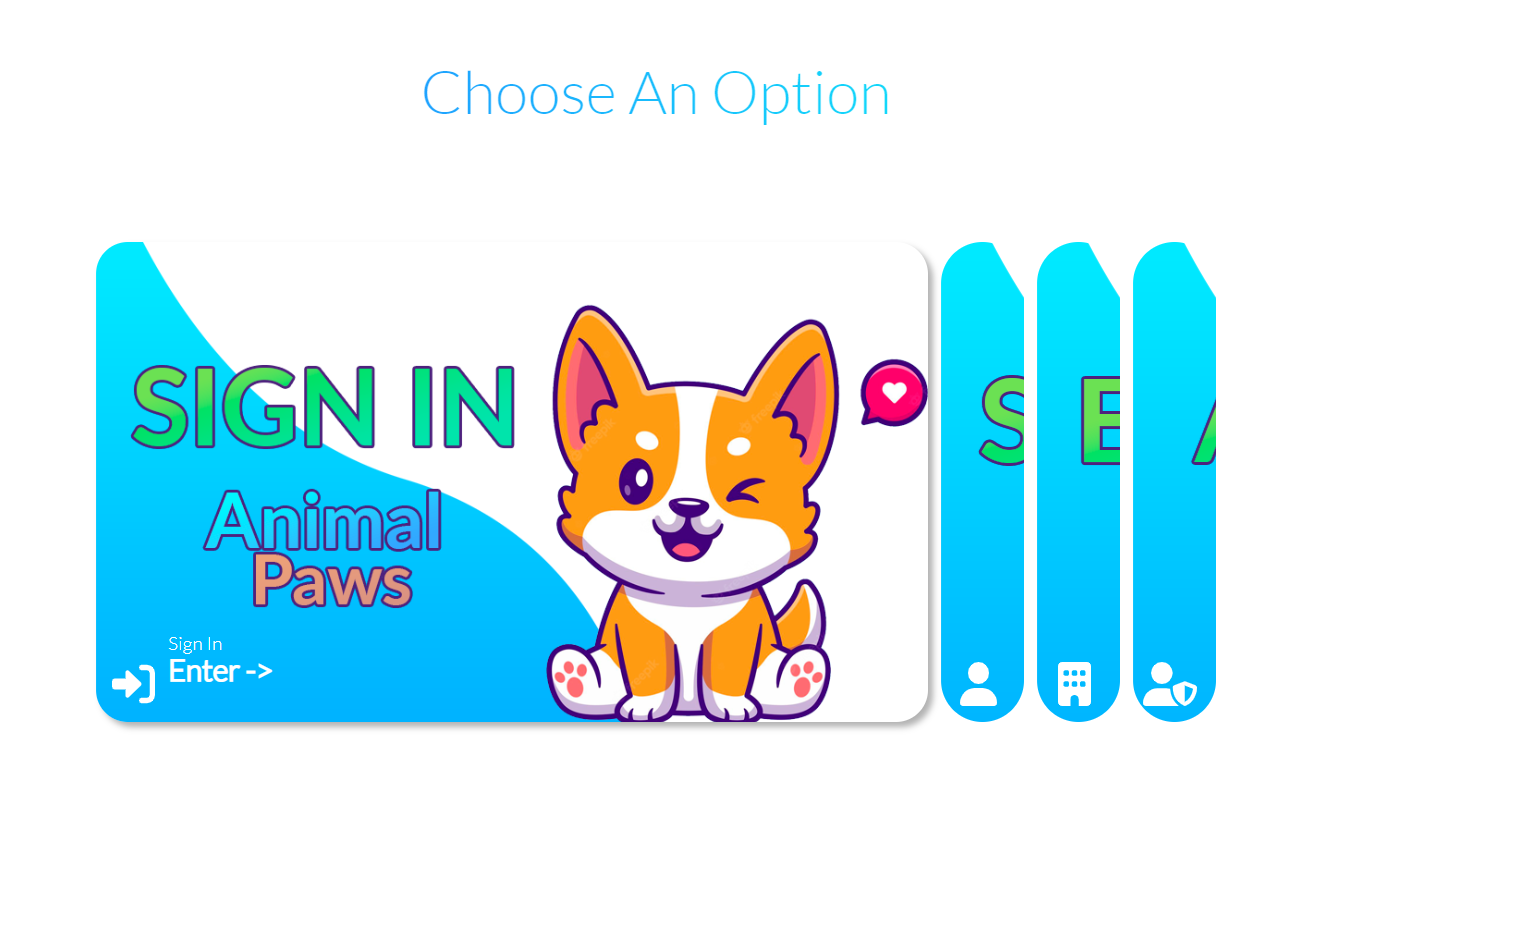 Choose An Option
SIGN IN
Animal
Paws
Sign In
Enter ->
S
E